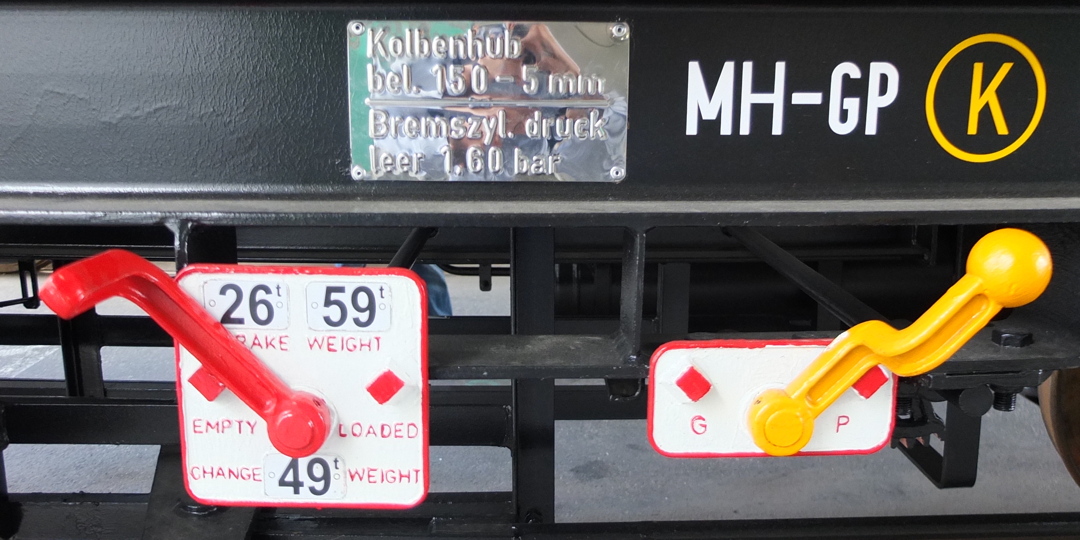 Kolbenhub
bel. 150 - 5 mm
Bremszyl. druck
leer 1.60 bar
MH-GP K
26t 59t
BRAKE WEIGHT
EMPTY LOADED
CHANGE 49t WEIGHT
G P